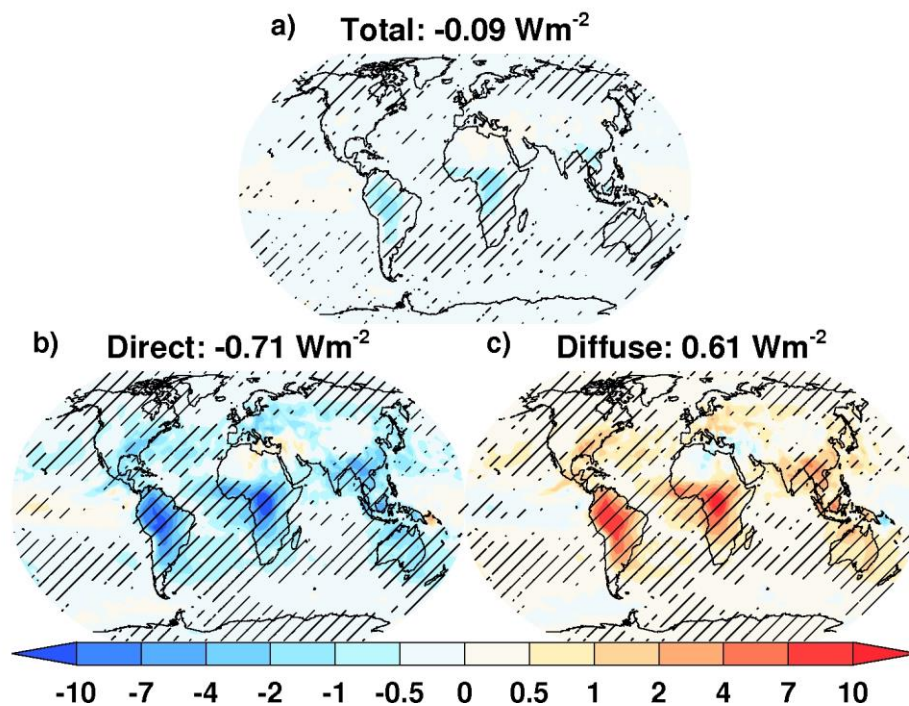 a) Total: -0.09 Wm-2
b) Direct: -0.71 Wm-2
c) Diffuse: 0.61 Wm-2
-10 -7 -4 -2 -1 -0.5 0 0.5 1 2 4 7 10